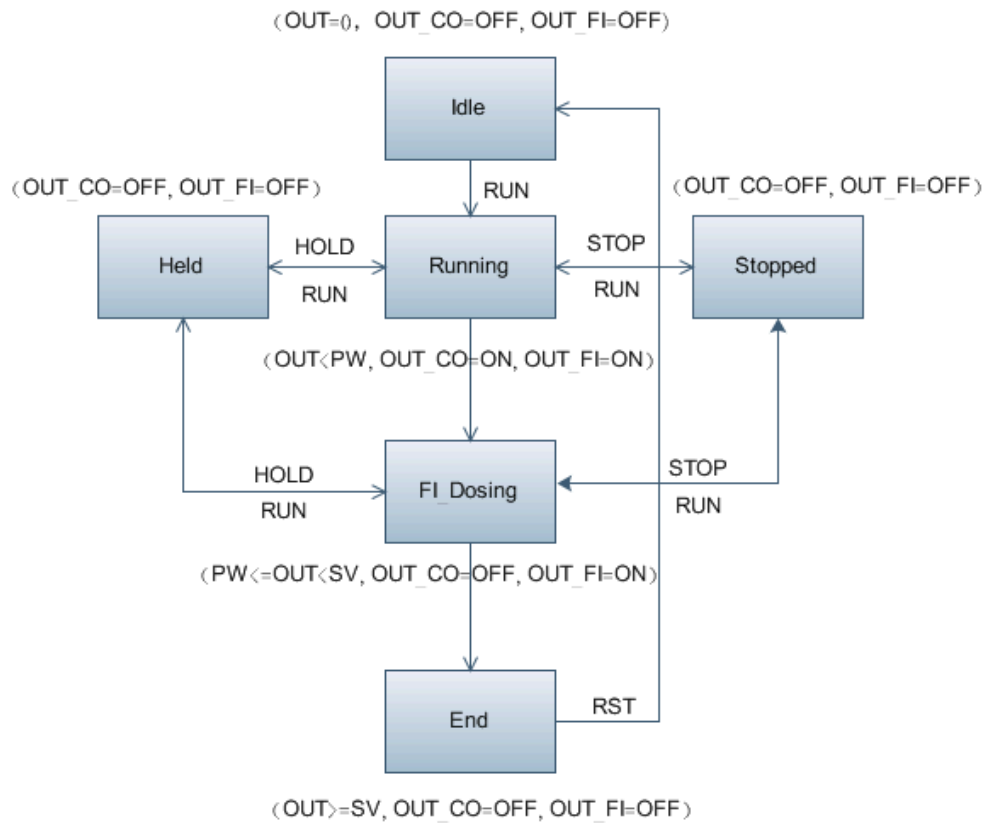 (OUT=0, OUT_CO=OFF, OUT_FI=OFF)
Idle
RUN
(OUT_CO=OFF, OUT_FI=OFF)
(OUT_CO=OFF, OUT_FI=OFF)
Held
HOLD
RUN
Running
STOP
RUN
Stopped
(OUT<PW, OUT_CO=ON, OUT_FI=ON)
HOLD
RUN
FI_Dosing
STOP
RUN
(PW<=OUT<SV, OUT_CO=OFF, OUT_FI=ON)
End
RST
(OUT>=SV, OUT_CO=OFF, OUT_FI=OFF)